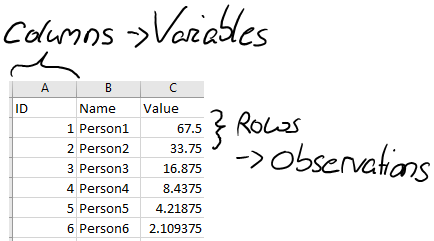 Columns → Variables
A B C
ID Name Value
1 Person1 67.5
2 Person2 33.75
3 Person3 16.875
4 Person4 8.4375
5 Person5 4.21875
6 Person6 2.109375
} Rows
→ Observations